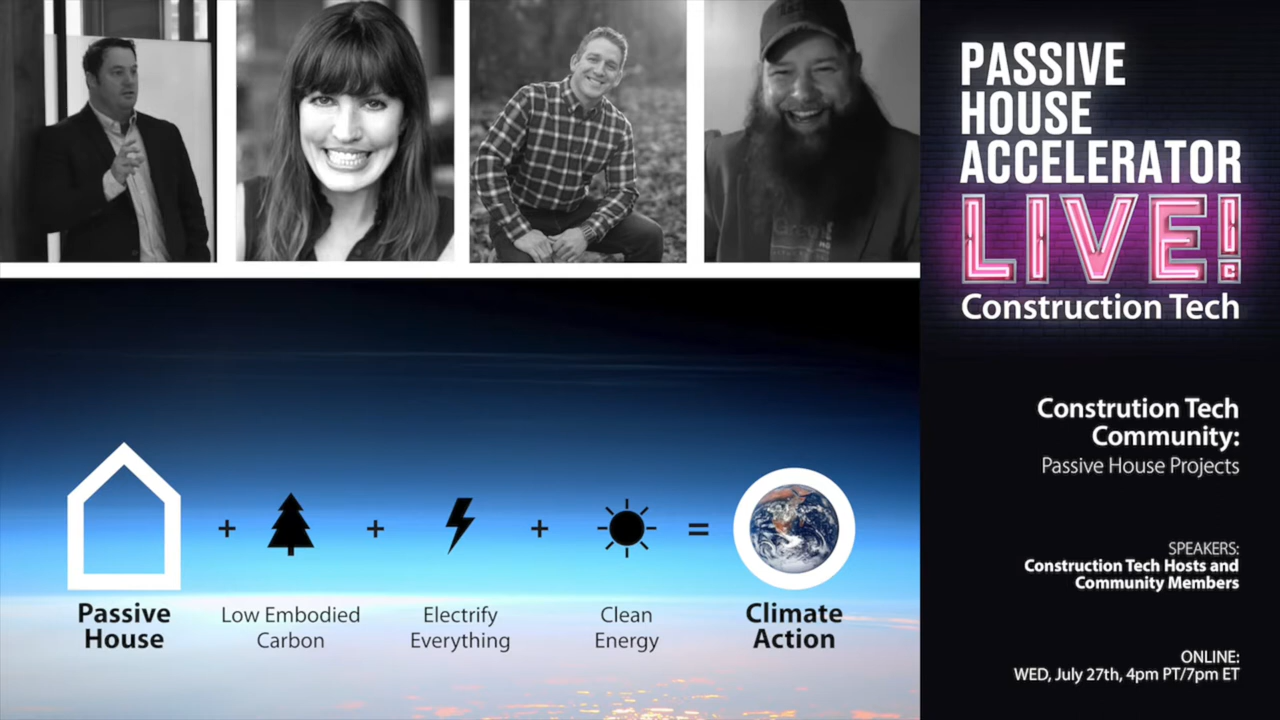 PASSIVE
HOUSE
ACCELERATOR
LIVE!
Construction Tech
Constrution Tech
Community:
Passive House Projects
SPEAKERS:
Construction Tech Hosts and
Community Members
ONLINE:
WED, July 27th, 4pm PT/7pm ET
+ + + =
Passive
House
Low Embodied
Carbon
Electrify
Everything
Clean
Energy
Climate
Action